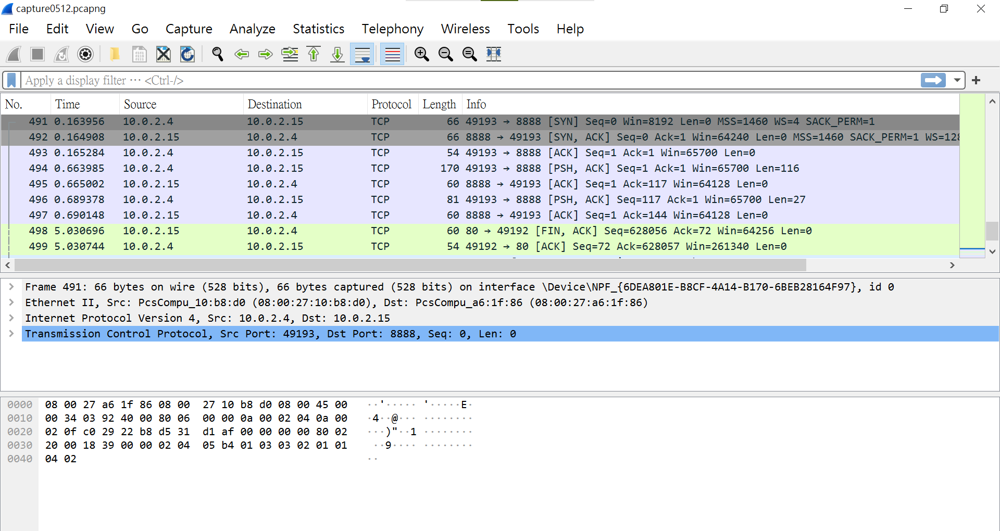 capture0512.pcapng
File Edit View Go Capture Analyze Statistics Telephony Wireless Tools Help
Apply a display filter ··· <Ctrl-/>
No. Time Source Destination Protocol Length Info
491 0.163956 10.0.2.4 10.0.2.15 TCP 66 49193 → 8888 [SYN] Seq=0 Win=8192 Len=0 MSS=1460 WS=4 SACK_PERM=1
492 0.164908 10.0.2.15 10.0.2.4 TCP 66 8888 → 49193 [SYN, ACK] Seq=0 Ack=1 Win=64240 Len=0 MSS=1460 SACK_PERM=1 WS=128
493 0.165284 10.0.2.4 10.0.2.15 TCP 54 49193 → 8888 [ACK] Seq=1 Ack=1 Win=65700 Len=0
494 0.663985 10.0.2.4 10.0.2.15 TCP 170 49193 → 8888 [PSH, ACK] Seq=1 Ack=1 Win=65700 Len=116
495 0.665002 10.0.2.15 10.0.2.4 TCP 60 8888 → 49193 [ACK] Seq=1 Ack=117 Win=64128 Len=0
496 0.689378 10.0.2.4 10.0.2.15 TCP 81 49193 → 8888 [PSH, ACK] Seq=117 Ack=1 Win=65700 Len=27
497 0.690148 10.0.2.15 10.0.2.4 TCP 60 8888 → 49193 [ACK] Seq=1 Ack=144 Win=64128 Len=0
498 5.030696 10.0.2.15 10.0.2.4 TCP 60 80 → 49192 [FIN, ACK] Seq=628056 Ack=72 Win=64256 Len=0
499 5.030744 10.0.2.4 10.0.2.15 TCP 54 49192 → 80 [ACK] Seq=72 Ack=628057 Win=261340 Len=0
Frame 491: 66 bytes on wire (528 bits), 66 bytes captured (528 bits) on interface \Device\NPF_{6DEA801E-B8CF-4A14-B170-6BEB28164F97}, id 0
Ethernet II, Src: PcsCompu_10:b8:d0 (08:00:27:10:b8:d0), Dst: PcsCompu_a6:1f:86 (08:00:27:a6:1f:86)
Internet Protocol Version 4, Src: 10.0.2.4, Dst: 10.0.2.15
Transmission Control Protocol, Src Port: 49193, Dst Port: 8888, Seq: 0, Len: 0
0000 08 00 27 a6 1f 86 08 00 27 10 b8 d0 08 00 45 00 ··'····· '·····E·
0010 00 34 03 92 40 00 80 06 00 00 0a 00 02 04 0a 00 ·4··@··· ········
0020 02 0f c0 29 22 b8 d5 31 d1 af 00 00 00 00 80 02 ···)"··1 ········
0030 20 00 18 39 00 00 02 04 05 b4 01 03 03 02 01 01 ··9···· ········
0040 04 02 ··